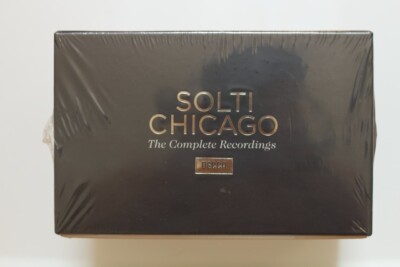 SOLTI
CHICAGO
The Complete Recordings
DECCA